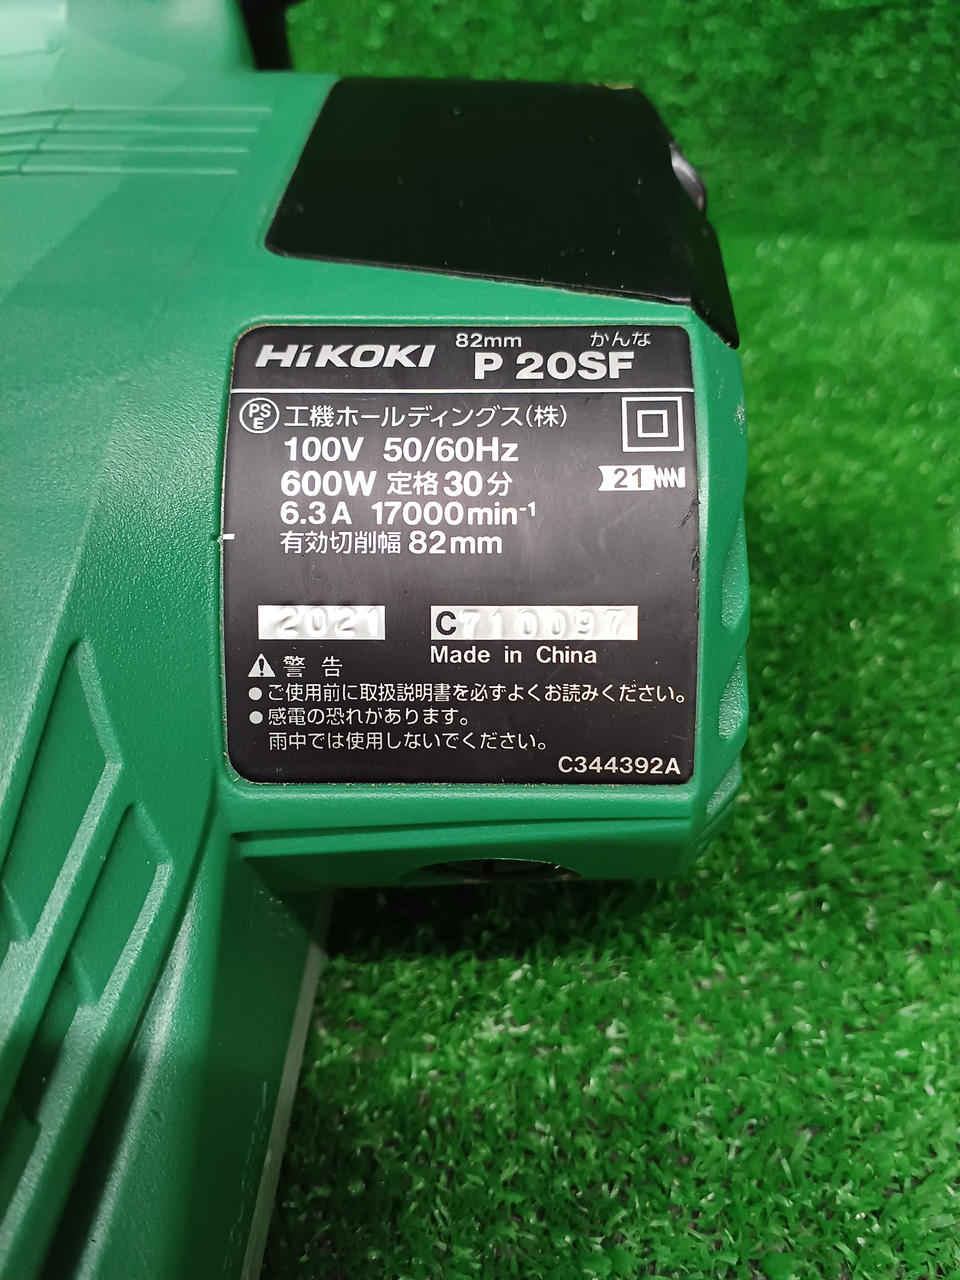 82mm かんな
HiKOKI P 20SF
PSE 工機ホールディングス(株)
100V 50/60Hz
600W 定格 30分
21
6.3A 17000min-1
有効切削幅 82mm
2021 C710097
Made in China
⚠ 警告
●ご使用前に取扱説明書を必ずよくお読みください。
●感電の恐れがあります。
雨中では使用しないでください。
C344392A